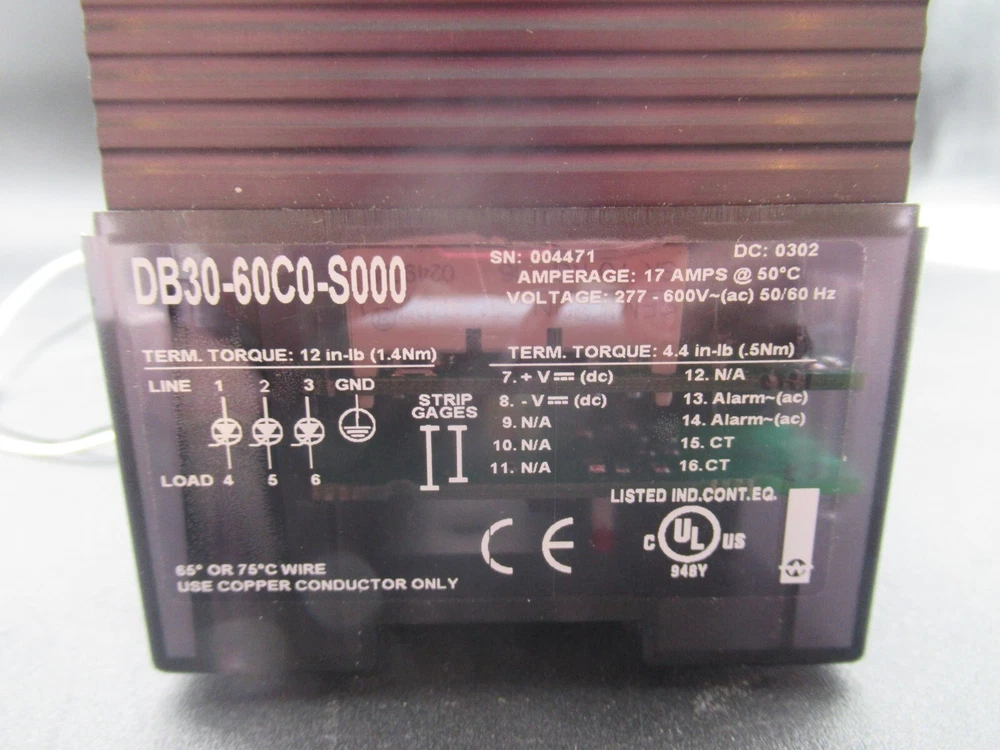 DB30-60C0-S000
SN: 004471 DC: 0302
AMPERAGE: 17 AMPS @ 50°C
VOLTAGE: 277 - 600V~(ac) 50/60 Hz
TERM. TORQUE: 12 in-lb (1.4Nm)
LINE 1 2 3 GND
LOAD 4 5 6
STRIP
GAGES
TERM. TORQUE: 4.4 in-lb (.5Nm)
7. + V⎓ (dc)
8. - V⎓ (dc)
9. N/A
10. N/A
11. N/A
12. N/A
13. Alarm~(ac)
14. Alarm~(ac)
15. CT
16. CT
LISTED IND.CONT.EQ.
CE
C UL US
948Y
65° OR 75°C WIRE
USE COPPER CONDUCTOR ONLY